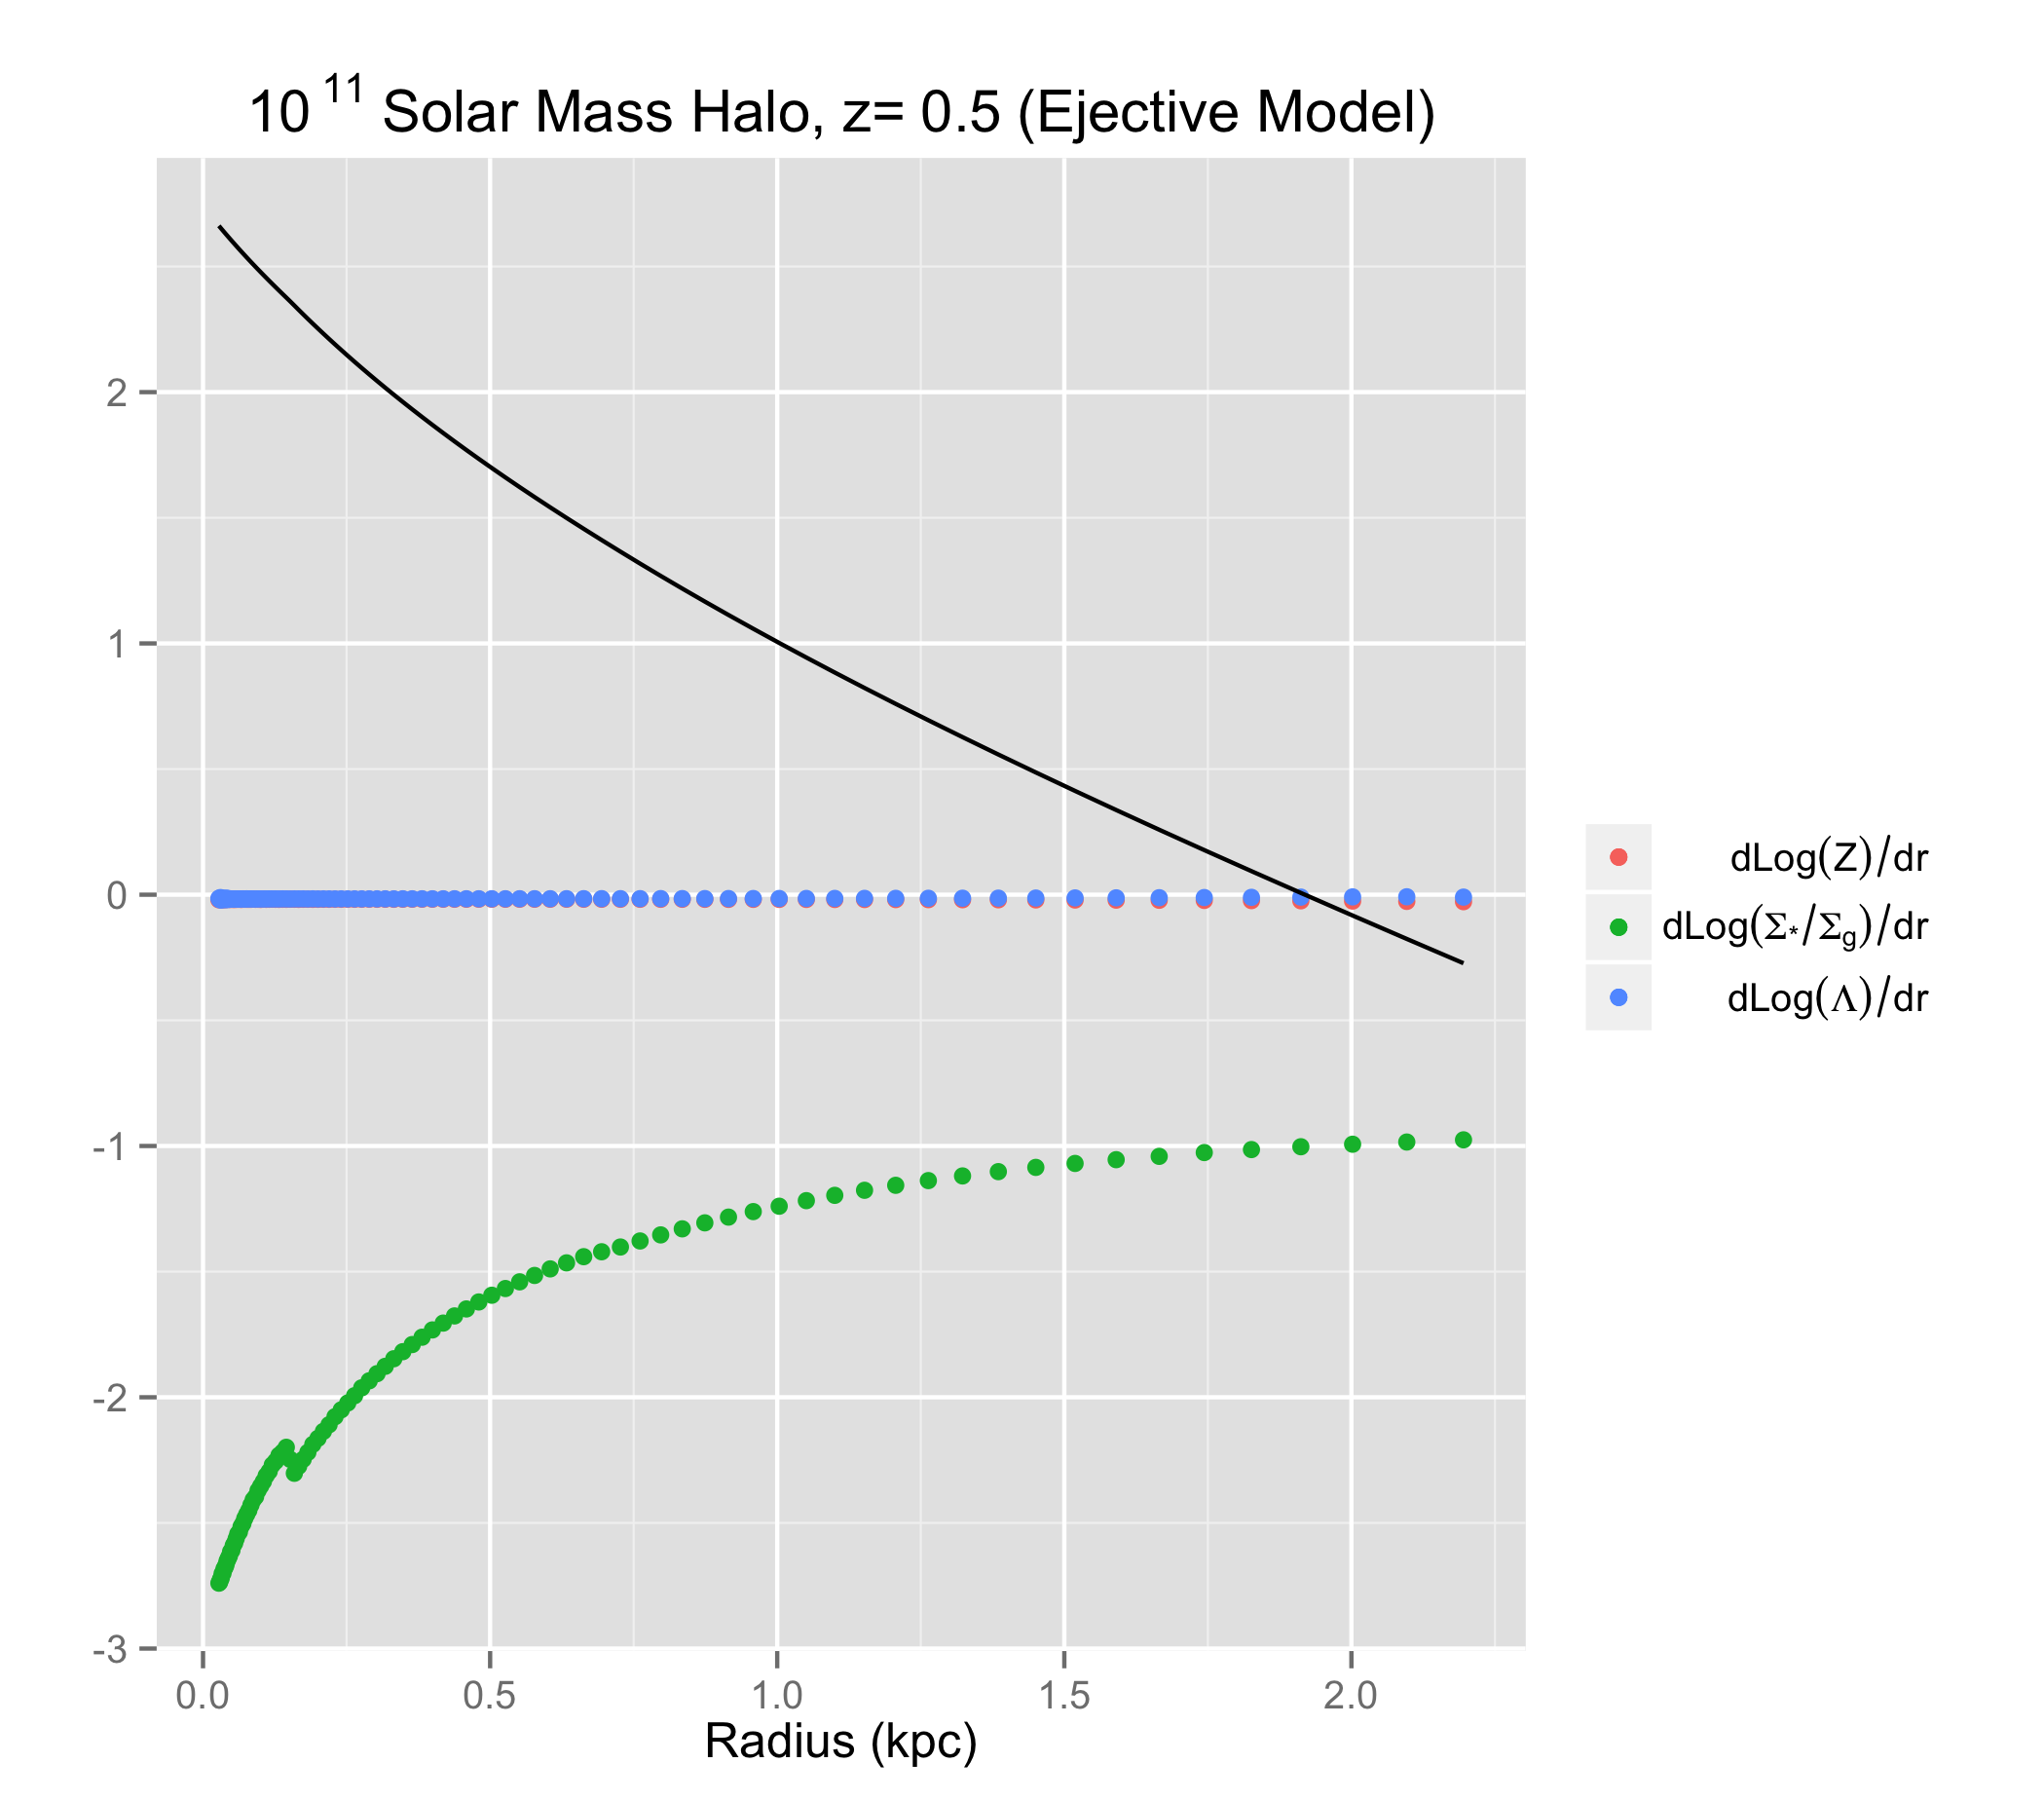 10 11 Solar Mass Halo, z= 0.5 (Ejective Model)
2
1
0
-1
-2
-3
0.0 0.5 1.0 1.5 2.0
Radius (kpc)
dLog(Z)/dr
dLog(Σ*/Σg)/dr
dLog(Λ)/dr